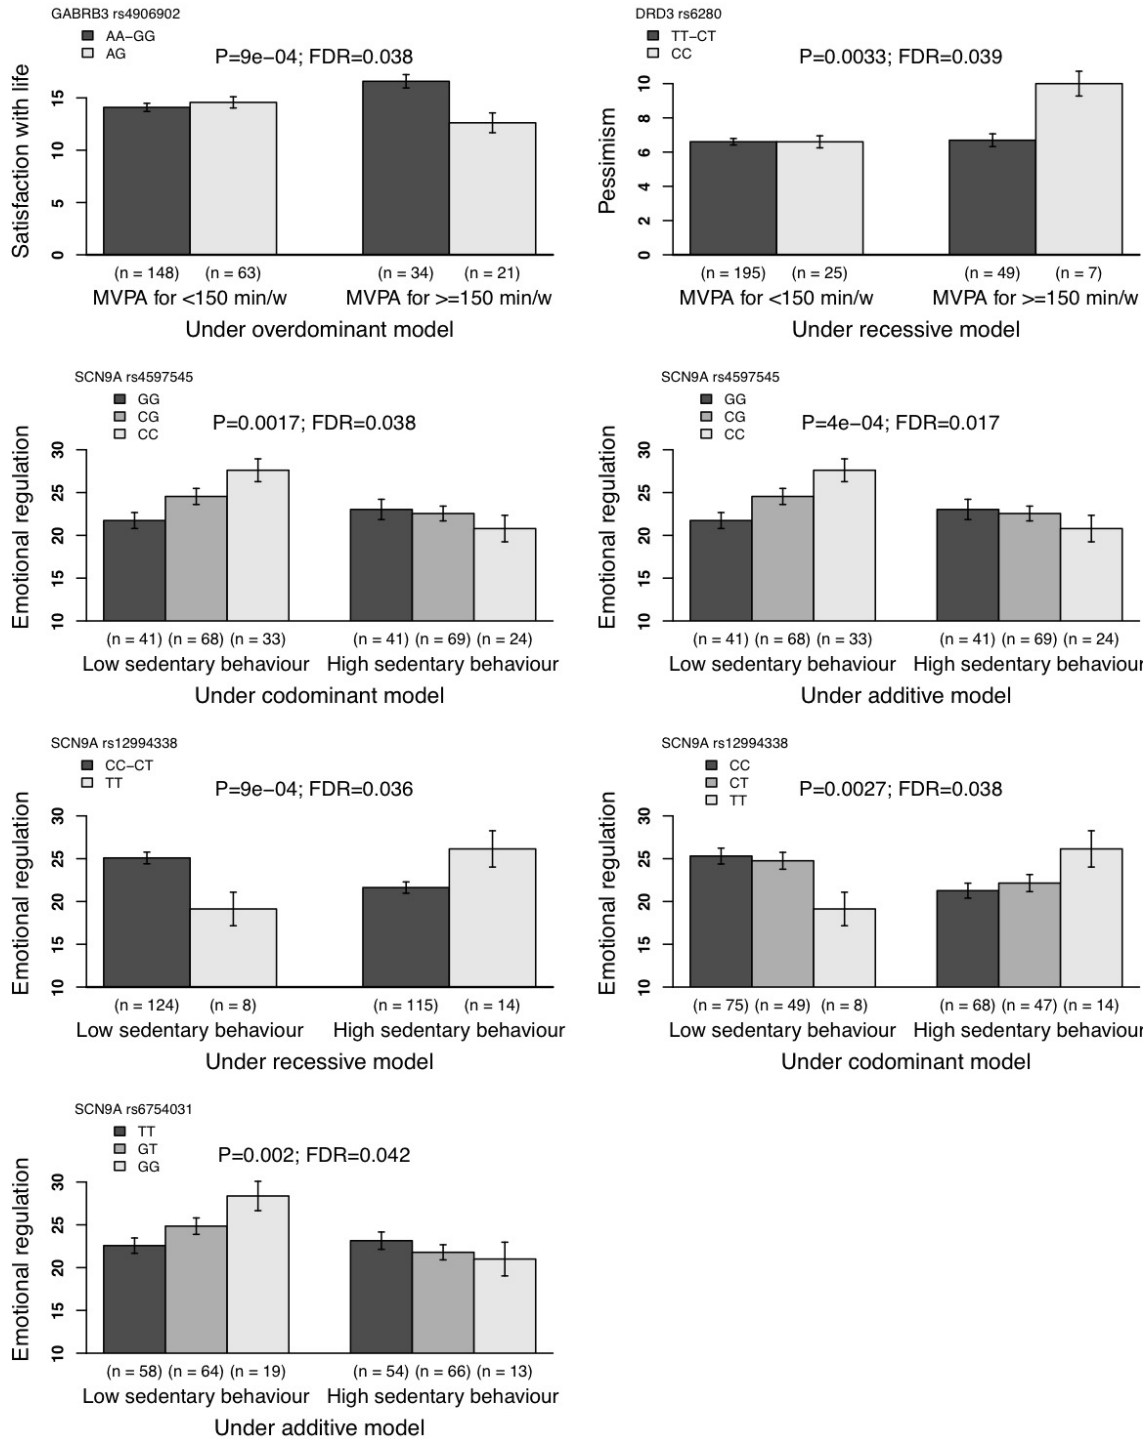 GABRB3 rs4906902
AA−GG
AG
P=9e−04; FDR=0.038
Satisfaction with life
15
10
5
0
(n = 148) (n = 63) (n = 34) (n = 21)
MVPA for <150 min/w MVPA for >=150 min/w
Under overdominant model
DRD3 rs6280
TT−CT
CC
P=0.0033; FDR=0.039
Pessimism
10
8
6
4
2
0
(n = 195) (n = 25) (n = 49) (n = 7)
MVPA for <150 min/w MVPA for >=150 min/w
Under recessive model
SCN9A rs4597545
GG
CG
CC
P=0.0017; FDR=0.038
Emotional regulation
30
25
20
15
10
(n = 41) (n = 68) (n = 33) (n = 41) (n = 69) (n = 24)
Low sedentary behaviour High sedentary behaviour
Under codominant model
SCN9A rs4597545
GG
CG
CC
P=4e−04; FDR=0.017
Emotional regulation
30
25
20
15
10
(n = 41) (n = 68) (n = 33) (n = 41) (n = 69) (n = 24)
Low sedentary behaviour High sedentary behaviour
Under additive model
SCN9A rs12994338
CC−CT
TT
P=9e−04; FDR=0.036
Emotional regulation
30
25
20
15
10
(n = 124) (n = 8) (n = 115) (n = 14)
Low sedentary behaviour High sedentary behaviour
Under recessive model
SCN9A rs12994338
CC
CT
TT
P=0.0027; FDR=0.038
Emotional regulation
30
25
20
15
10
(n = 75) (n = 49) (n = 8) (n = 68) (n = 47) (n = 14)
Low sedentary behaviour High sedentary behaviour
Under codominant model
SCN9A rs6754031
TT
GT
GG
P=0.002; FDR=0.042
Emotional regulation
30
25
20
15
10
(n = 58) (n = 64) (n = 19) (n = 54) (n = 66) (n = 13)
Low sedentary behaviour High sedentary behaviour
Under additive model